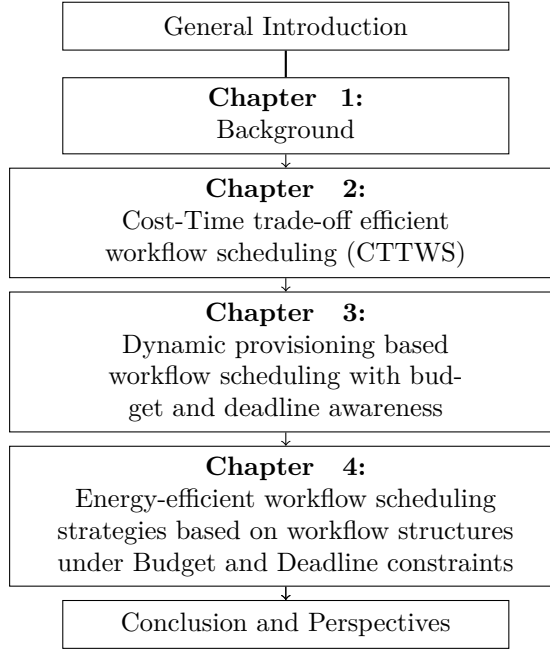 General Introduction
Chapter 1:
Background
Chapter 2:
Cost-Time trade-off efficient
workflow scheduling (CTTWS)
Chapter 3:
Dynamic provisioning based
workflow scheduling with bud-
get and deadline awareness
Chapter 4:
Energy-efficient workflow scheduling
strategies based on workflow structures
under Budget and Deadline constraints
Conclusion and Perspectives